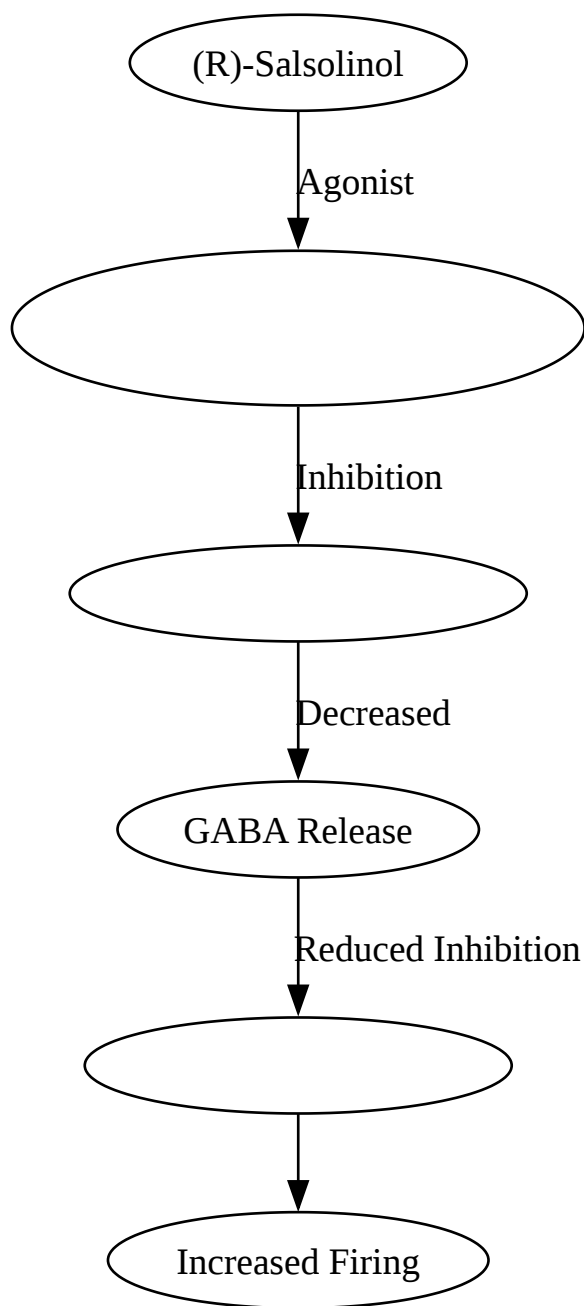 (R)-Salsolinol
Agonist
Inhibition
Decreased
GABA Release
Reduced Inhibition
Increased Firing